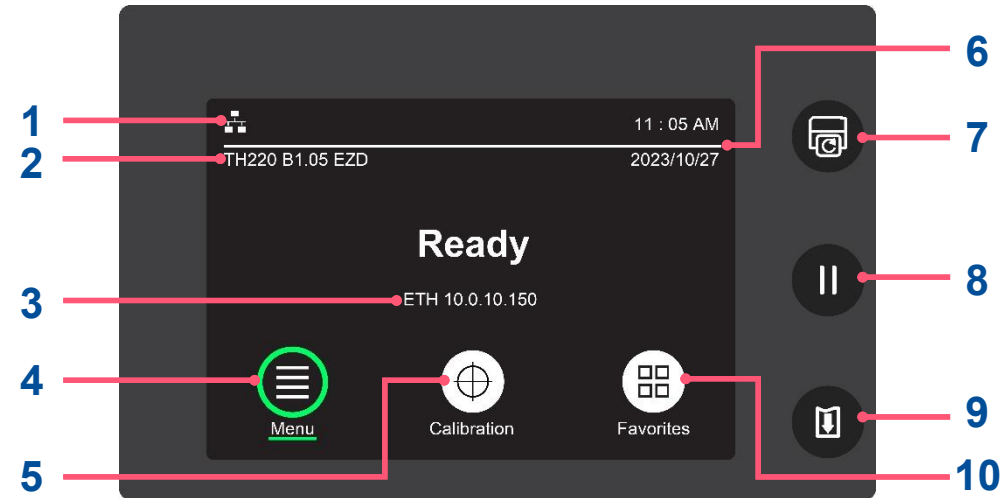 1
6
11 : 05 AM
7
2
TH220 B1.05 EZD
2023/10/27
Ready
8
3
ETH 10.0.10.150
4
9
Menu
Calibration
Favorites
5
10